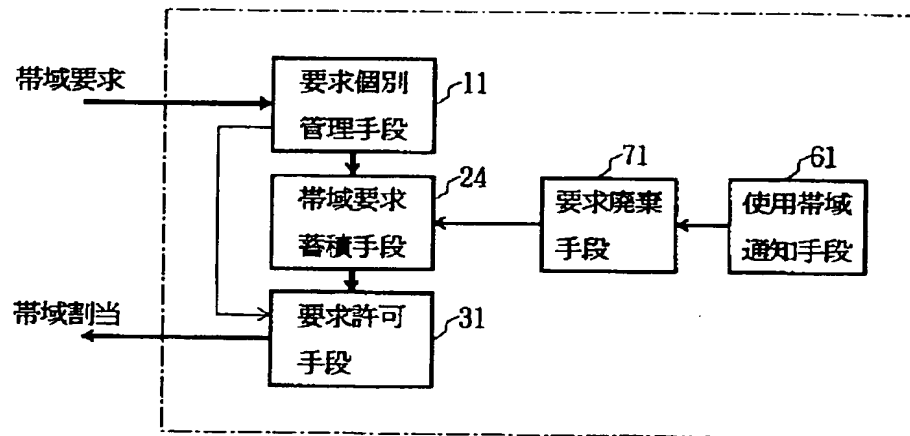 帯域要求
要求個別
管理手段
11
帯域要求
蓄積手段
24
要求廃棄
手段
71
使用帯域
通知手段
61
帯域割当
要求許可
手段
31